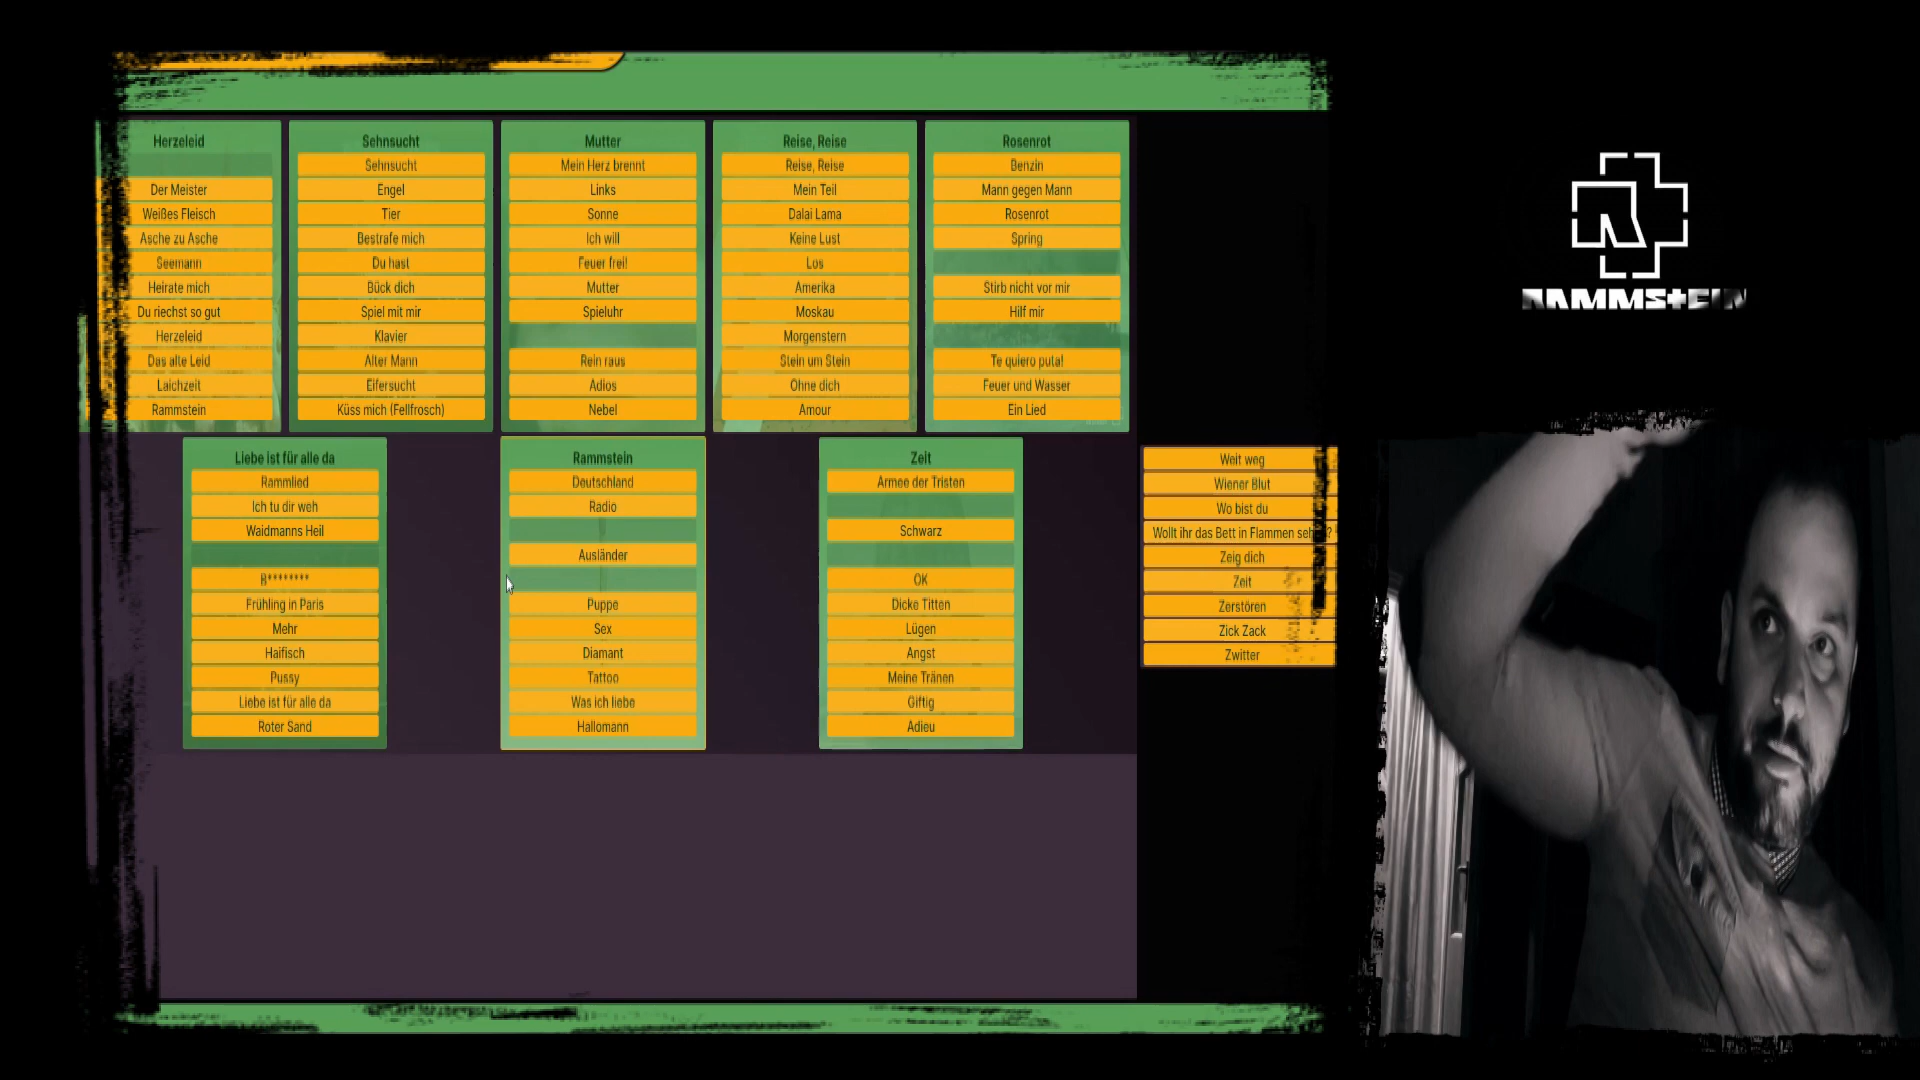 Herzeleid
Der Meister
Weißes Fleisch
Asche zu Asche
Seemann
Heirate mich
Du riechst so gut
Herzeleid
Das alte Leid
Laichzeit
Rammstein
Sehnsucht
Sehnsucht
Engel
Tier
Bestrafe mich
Du hast
Bück dich
Spiel mit mir
Klavier
Alter Mann
Eifersucht
Küss mich (Fellfrosch)
Mutter
Mein Herz brennt
Links
Sonne
Ich will
Feuer frei!
Mutter
Spieluhr
Rein raus
Adios
Nebel
Reise, Reise
Reise, Reise
Mein Teil
Dalai Lama
Keine Lust
Los
Amerika
Moskau
Morgenstern
Stein um Stein
Ohne dich
Amour
Rosenrot
Benzin
Mann gegen Mann
Rosenrot
Spring
Stirb nicht vor mir
Hilf mir
Te quiero puta!
Feuer und Wasser
Ein Lied
Liebe ist für alle da
Rammlied
Ich tu dir weh
Waidmanns Heil
B********
Frühling in Paris
Mehr
Haifisch
Pussy
Liebe ist für alle da
Roter Sand
Rammstein
Deutschland
Radio
Ausländer
Puppe
Sex
Diamant
Tattoo
Was ich liebe
Hallomann
Zeit
Armee der Tristen
Schwarz
OK
Dicke Titten
Lügen
Angst
Meine Tränen
Giftig
Adieu
Weit weg
Wiener Blut
Wo bist du
Wollt ihr das Bett in Flammen sehen?
Zeig dich
Zeit
Zerstören
Zick Zack
Zwitter
RAMMSTEIN